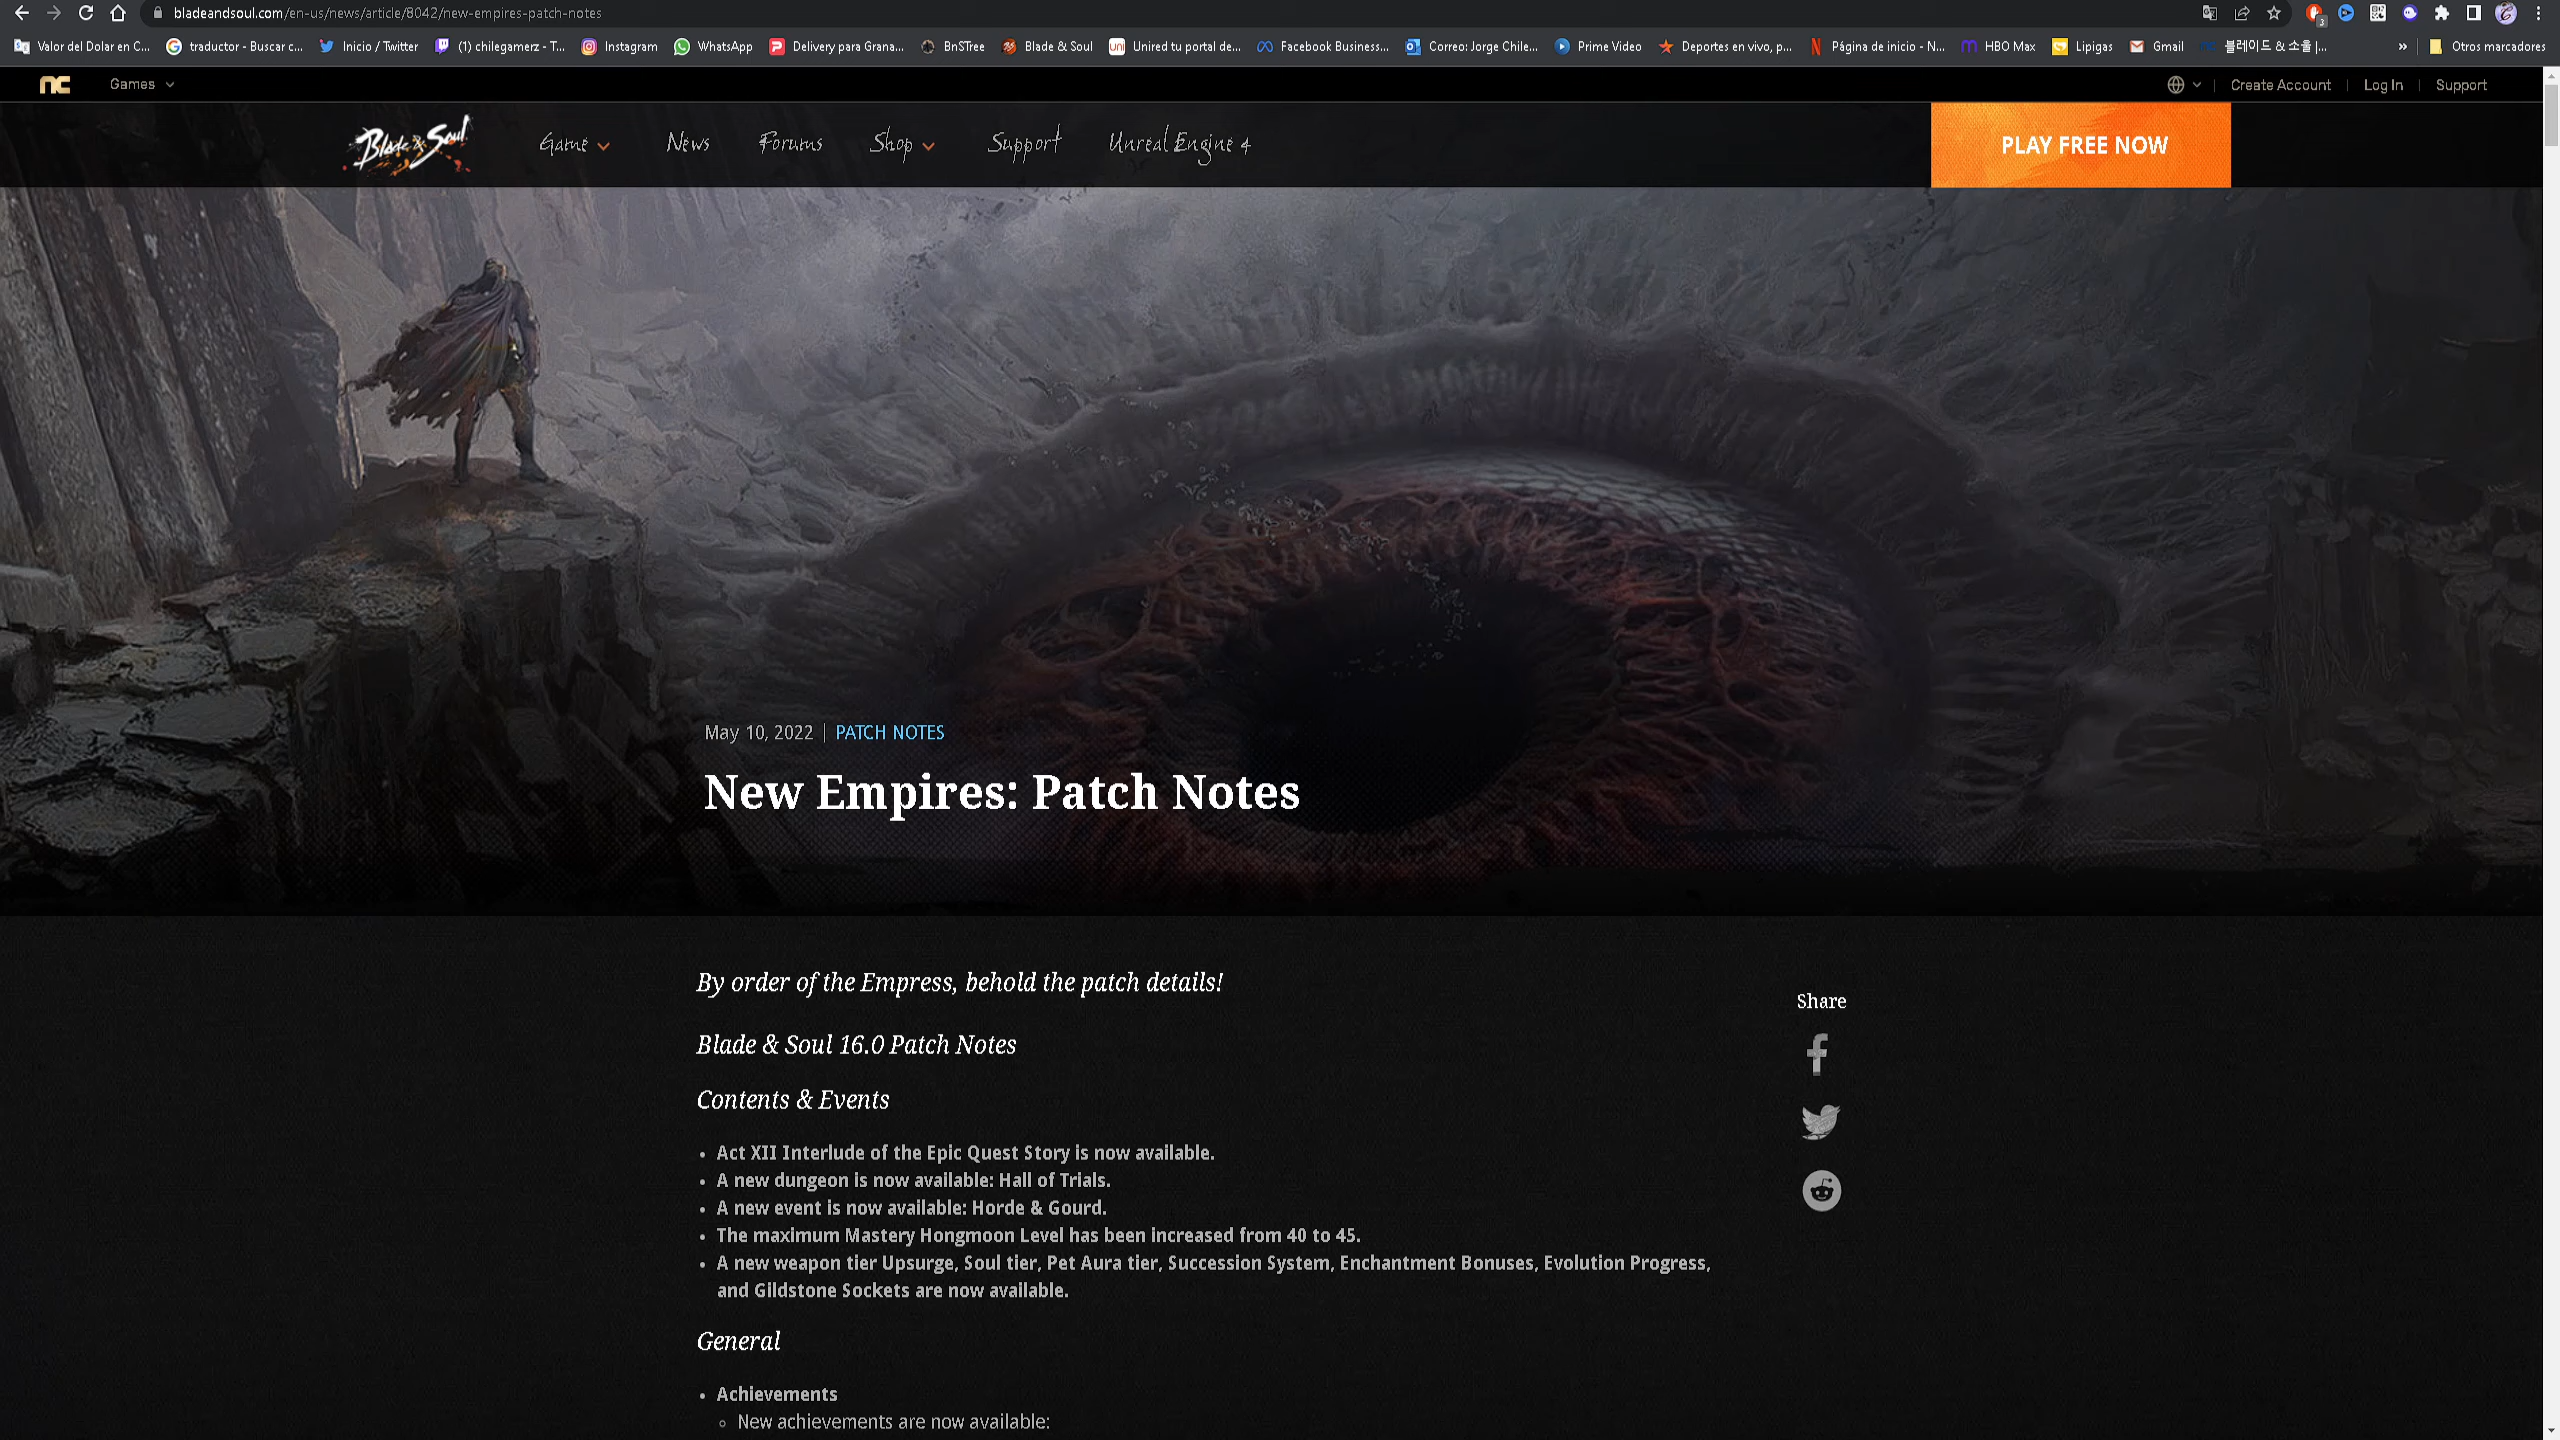 bladeandsoul.com/en-us/news/article/8042/new-empires-patch-notes
3
Valor del Dolar en C...
traductor - Buscar c...
Inicio / Twitter
(1) chilegamerz - T...
Instagram
WhatsApp
Delivery para Grana...
BnSTree
Blade & Soul
uni
Unired tu portal de...
Facebook Business...
Correo: Jorge Chile...
Prime Video
Deportes en vivo, p...
Página de inicio - N...
HBO Max
Lipigas
Gmail
블레이드 & 소울 |...
»
Otros marcadores
nc
Games
Create Account
Log In
Support
Blade & Soul
Game
News
Forums
Shop
Support
Unreal Engine 4
PLAY FREE NOW
May 10, 2022 | PATCH NOTES
New Empires: Patch Notes
By order of the Empress, behold the patch details!
Share
Blade & Soul 16.0 Patch Notes
Contents & Events
• Act XII Interlude of the Epic Quest Story is now available.
• A new dungeon is now available: Hall of Trials.
• A new event is now available: Horde & Gourd.
• The maximum Mastery Hongmoon Level has been increased from 40 to 45.
• A new weapon tier Upsurge, Soul tier, Pet Aura tier, Succession System, Enchantment Bonuses, Evolution Progress,
and Gildstone Sockets are now available.
General
• Achievements
◦ New achievements are now available: